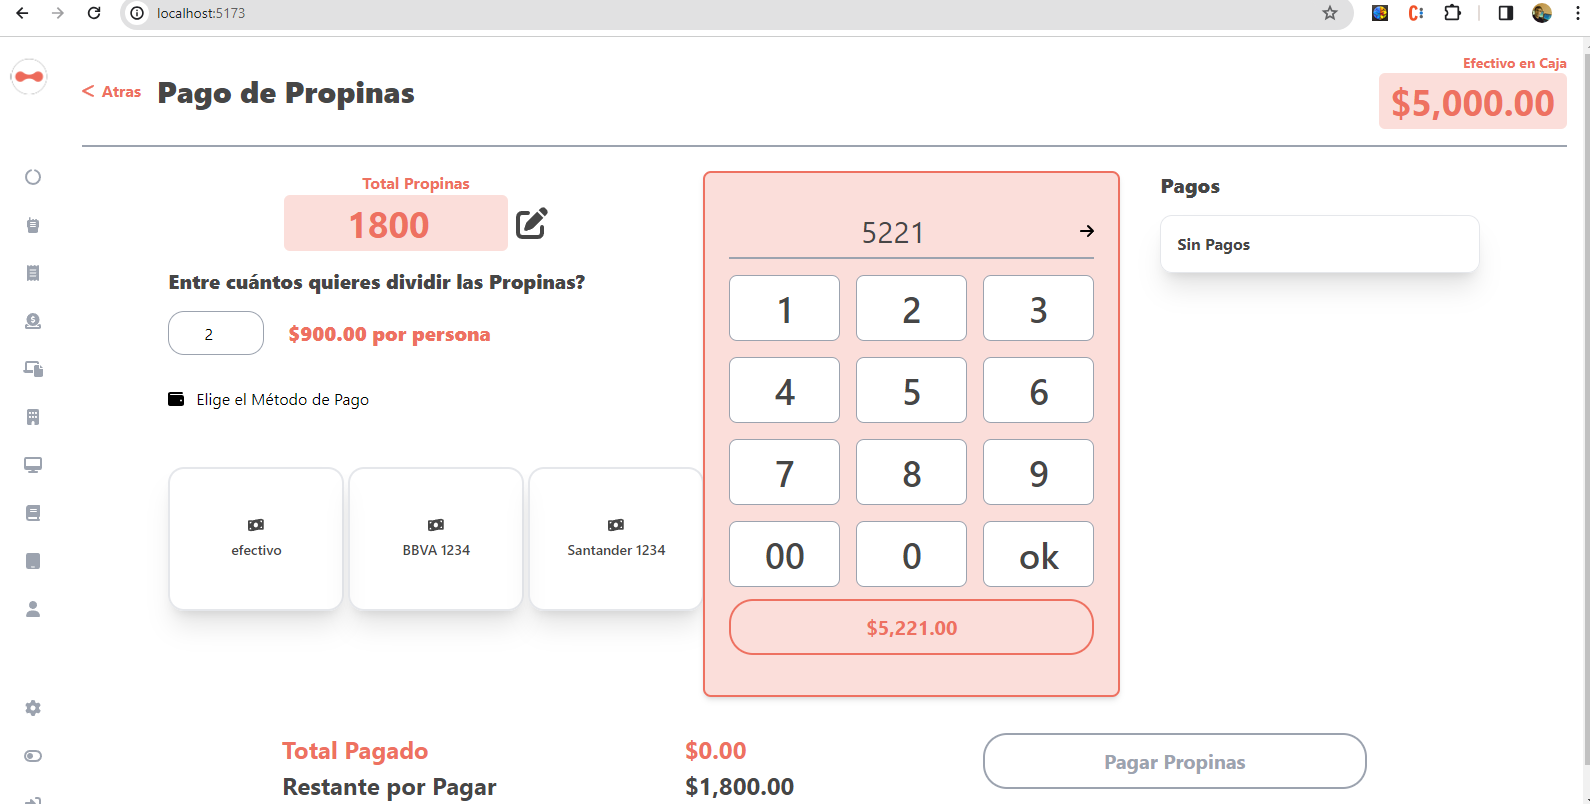 localhost:5173
< Atras Pago de Propinas
Efectivo en Caja
$5,000.00
Total Propinas
1800
Entre cuántos quieres dividir las Propinas?
2 $900.00 por persona
Elige el Método de Pago
efectivo BBVA 1234 Santander 1234
5221
1 2 3
4 5 6
7 8 9
00 0 ok
$5,221.00
Pagos
Sin Pagos
Total Pagado $0.00
Restante por Pagar $1,800.00
Pagar Propinas